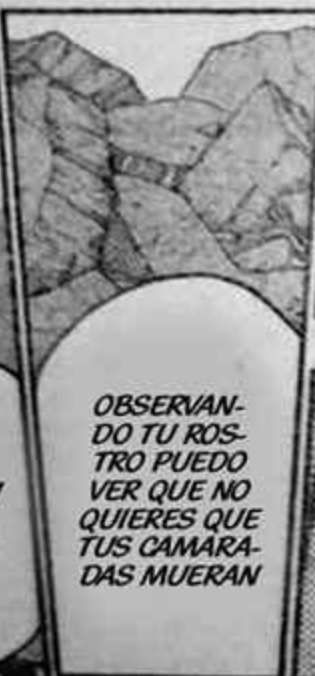 OBSERVAN-
DO TU ROS-
TRO PUEDO
VER QUE NO
QUIERES QUE
TUS CAMARA-
DAS MUERAN